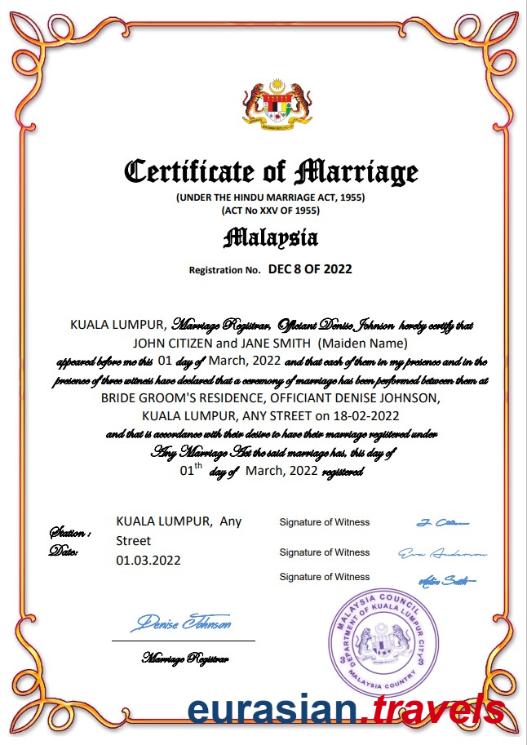 Certificate of Marriage
(UNDER THE HINDU MARRIAGE ACT, 1955)
(ACT No XXV OF 1955)
Malaysia
Registration No. DEC 8 OF 2022
KUALA LUMPUR, Marriage Registrar, Officiant Denise Johnson hereby certify that
JOHN CITIZEN and JANE SMITH (Maiden Name)
appeared before me this 01 day of March, 2022 and that each of them in my presence and in the
presence of three witness have declared that a ceremony of marriage has been performed between them at
BRIDE GROOM'S RESIDENCE, OFFICIANT DENISE JOHNSON,
KUALA LUMPUR, ANY STREET on 18-02-2022
and that is accordance with their desire to have their marriage registered under
Any Marriage Act the said marriage has, this day of
01th day of March, 2022 registered
Station : KUALA LUMPUR, Any
Street
Date: 01.03.2022
Signature of Witness
Signature of Witness Eva Anderson
Signature of Witness
Denise Johnson
Marriage Registrar
MALAYSIA COUNCIL
DEPARTMENT OF KUALA LUMPUR CITY
MALAYSIA COUNTRY
eurasian.travels